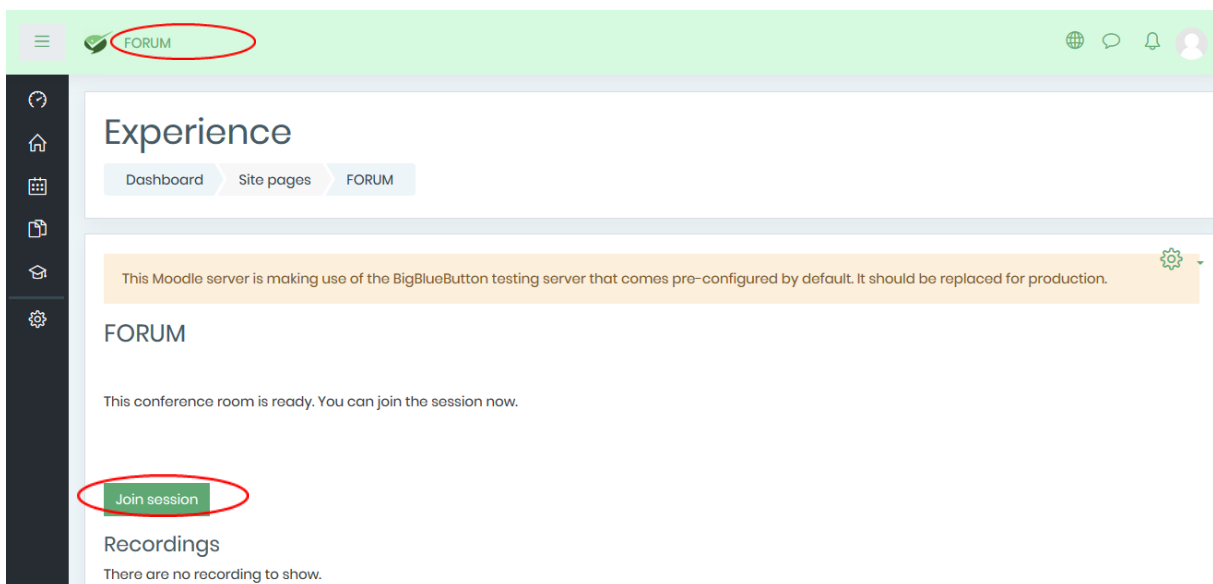 FORUM
Experience
Dashboard Site pages FORUM
This Moodle server is making use of the BigBlueButton testing server that comes pre-configured by default. It should be replaced for production.
FORUM
This conference room is ready. You can join the session now.
Join session
Recordings
There are no recording to show.